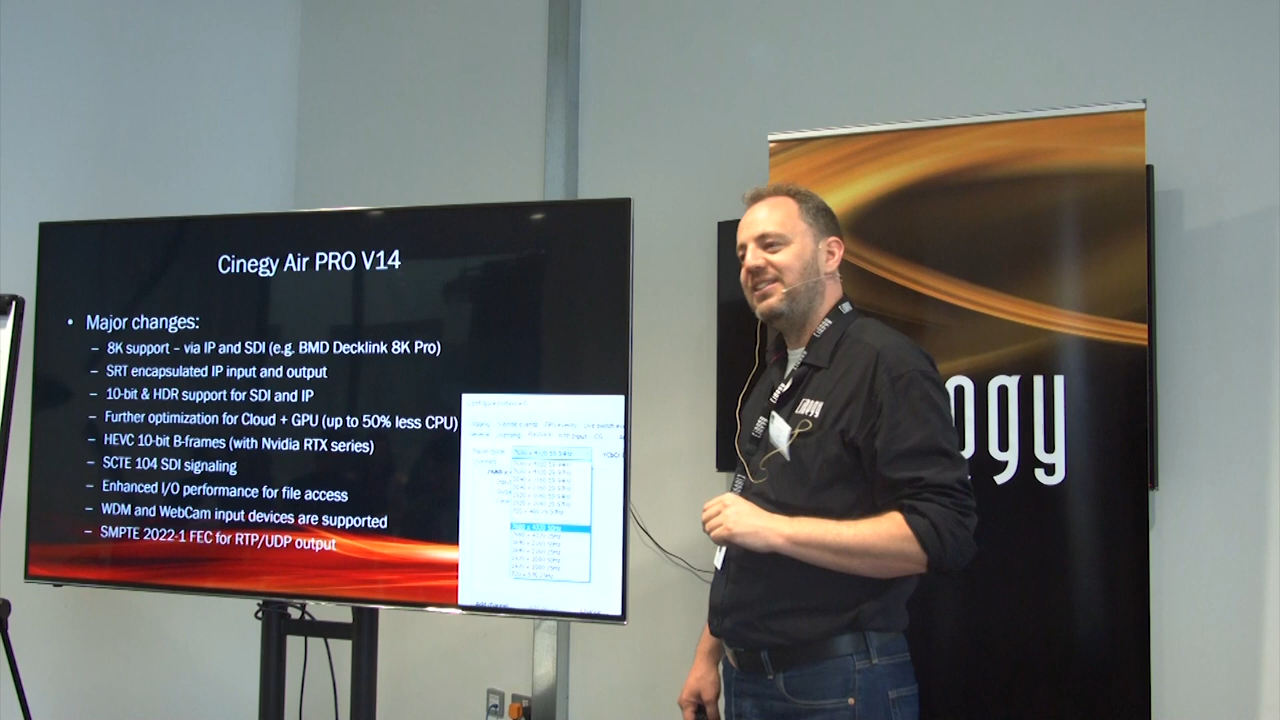 Cinegy Air PRO V14
• Major changes:
– 8K support – via IP and SDI (e.g. BMD Decklink 8K Pro)
– SRT encapsulated IP input and output
– 10-bit & HDR support for SDI and IP
– Further optimization for Cloud + GPU (up to 50% less CPU)
– HEVC 10-bit B-frames (with Nvidia RTX series)
– SCTE 104 SDI signaling
– Enhanced I/O performance for file access
– WDM and WebCam input devices are supported
– SMPTE 2022-1 FEC for RTP/UDP output
Cinegy
Cinegy
nogy